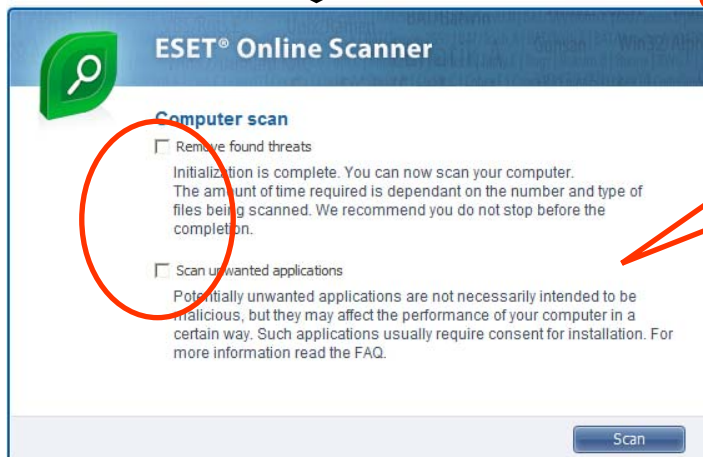 ESET® Online Scanner
Computer scan
Remove found threats
Initialization is complete. You can now scan your computer.
The amount of time required is dependant on the number and type of
files being scanned. We recommend you do not stop before the
completion.
Scan unwanted applications
Potentially unwanted applications are not necessarily intended to be
malicious, but they may affect the performance of your computer in a
certain way. Such applications usually require consent for installation. For
more information read the FAQ.
Scan